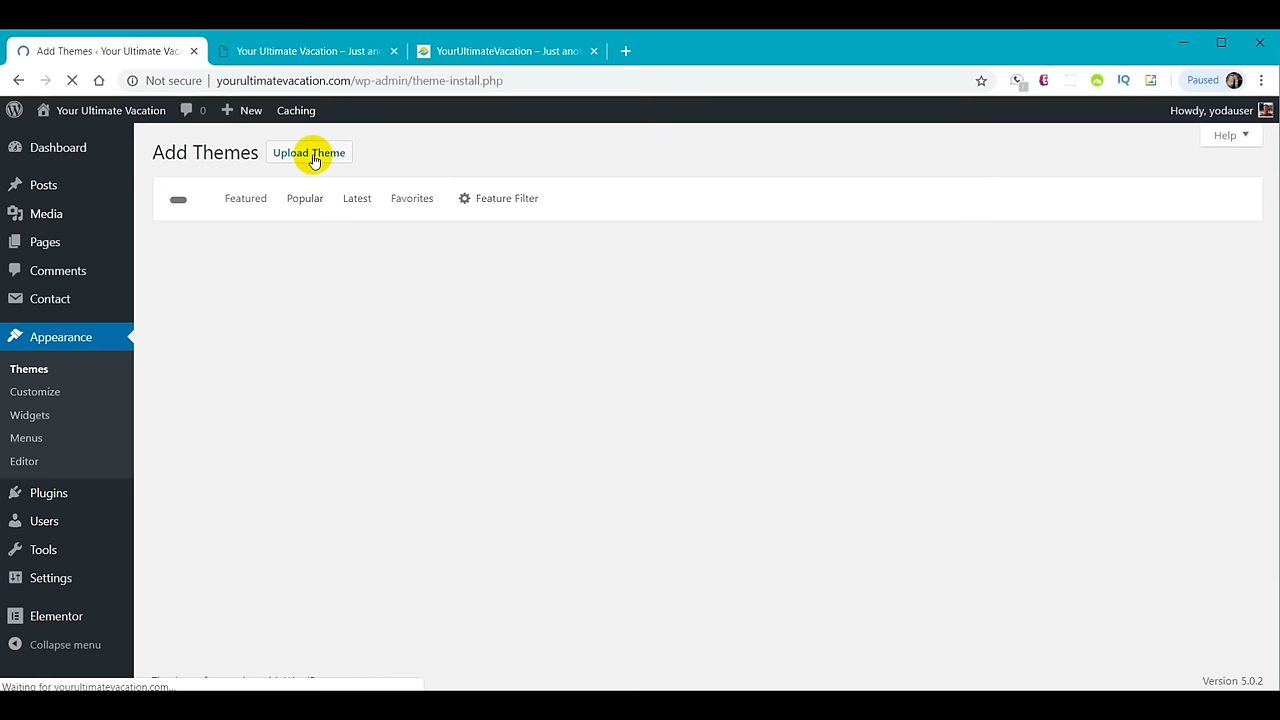 Add Themes ‹ Your Ultimate Vac
Your Ultimate Vacation – Just an
YourUltimateVacation – Just ano
Not secure
yourultimatevacation.com/wp-admin/theme-install.php
IQ
Paused
Your Ultimate Vacation
0
New
Caching
Howdy, yodauser
Help
Add Themes
Upload Theme
Featured
Popular
Latest
Favorites
Feature Filter
Dashboard
Posts
Media
Pages
Comments
Contact
Appearance
Themes
Customize
Widgets
Menus
Editor
Plugins
Users
Tools
Settings
Elementor
Collapse menu
Version 5.0.2
Waiting for yourultimatevacation.com...